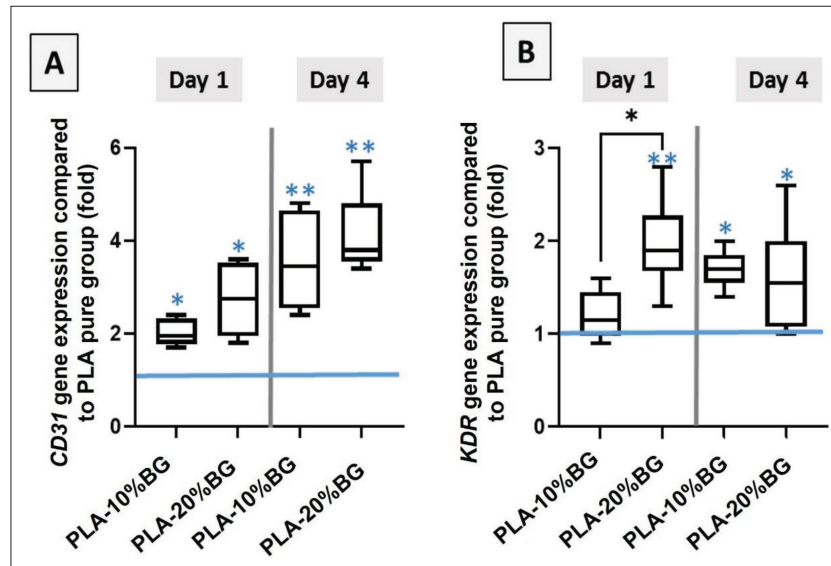 A
Day 1
Day 4
CD31 gene expression compared
to PLA pure group (fold)
6
4
2
0
*
*
**
**
PLA-10%BG
PLA-20%BG
PLA-10%BG
PLA-20%BG
B
Day 1
Day 4
KDR gene expression compared
to PLA pure group (fold)
3
2
1
0
*
**
*
*
PLA-10%BG
PLA-20%BG
PLA-10%BG
PLA-20%BG